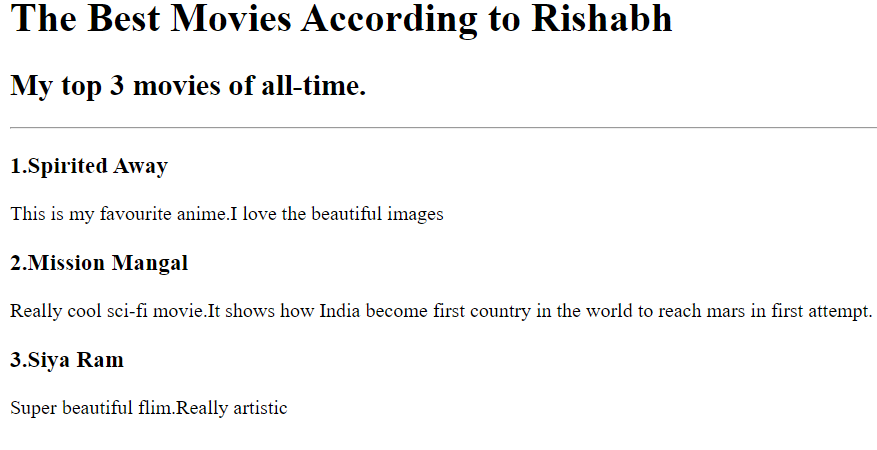 The Best Movies According to Rishabh
My top 3 movies of all-time.
1.Spirited Away
This is my favourite anime.I love the beautiful images
2.Mission Mangal
Really cool sci-fi movie.It shows how India become first country in the world to reach mars in first attempt.
3.Siya Ram
Super beautiful flim.Really artistic